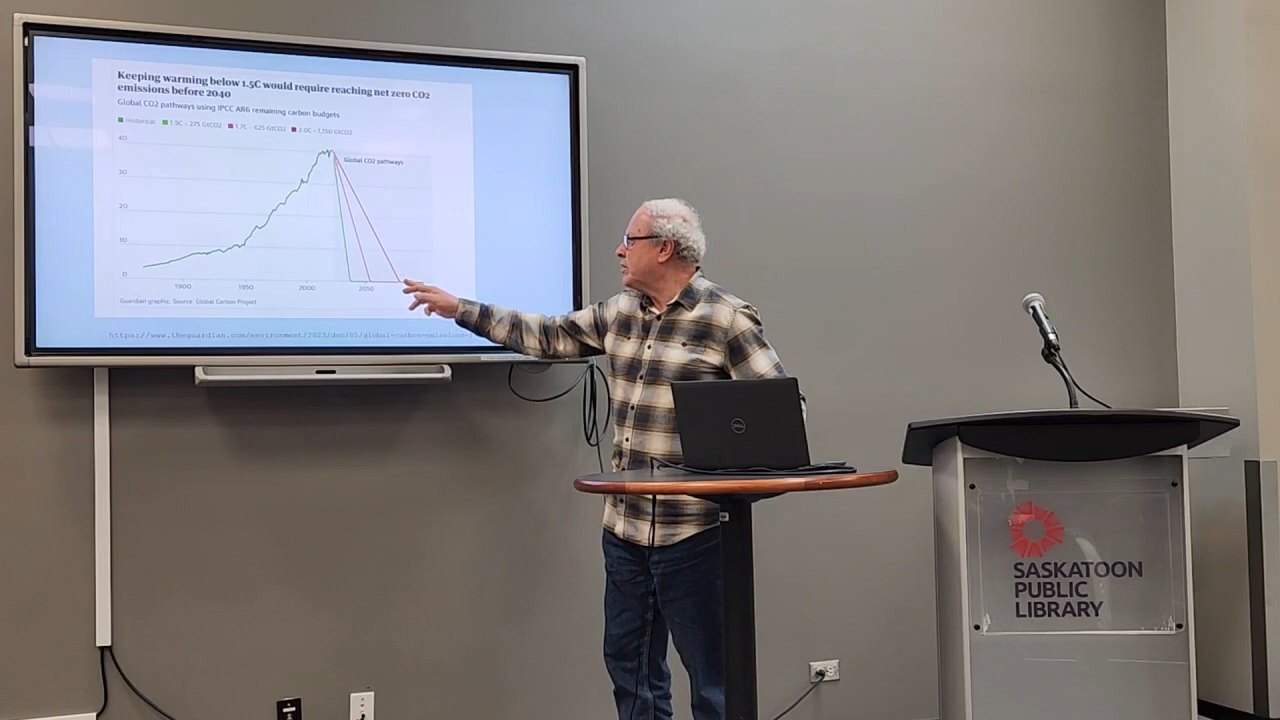 Keeping warming below 1.5C would require reaching net zero CO2
emissions before 2040
Global CO2 pathways using IPCC AR6 remaining carbon budgets
Historical 1.5C - 275 GtCO2 1.7C - 625 GtCO2 2.0C - 1,150 GtCO2
40
Global CO2 pathways
30
20
10
0
1900 1950 2000 2050
Guardian graphic. Source: Global Carbon Project
https://www.theguardian.com/environment/2023/dec/05/global-carbon-emissions-
DELL
SASKATOON
PUBLIC
LIBRARY